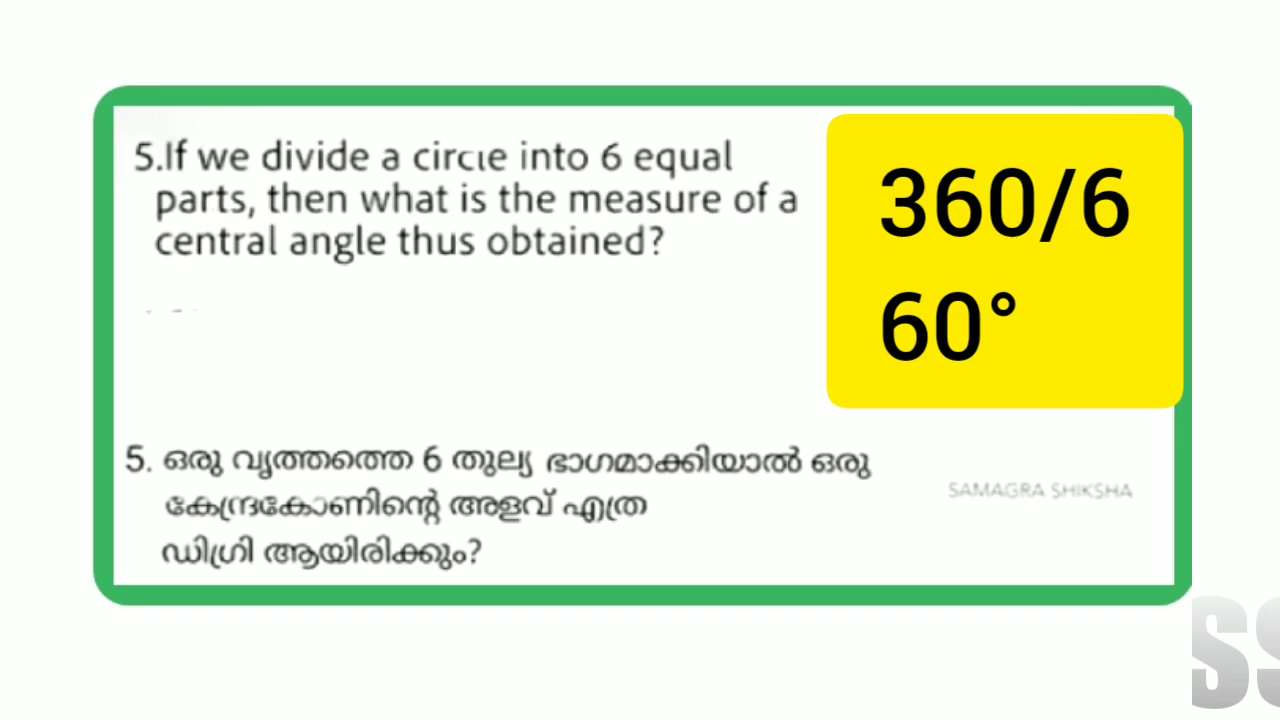 5.If we divide a circle into 6 equal
parts, then what is the measure of a
central angle thus obtained?
360/6
60°
5. ഒരു വൃത്തത്തെ 6 തുല്യ ഭാഗമാക്കിയാൽ ഒരു
കേന്ദ്രകോണിന്റെ അളവ് എത്ര
ഡിഗ്രി ആയിരിക്കും?
SAMAGRA SHIKSHA
SS